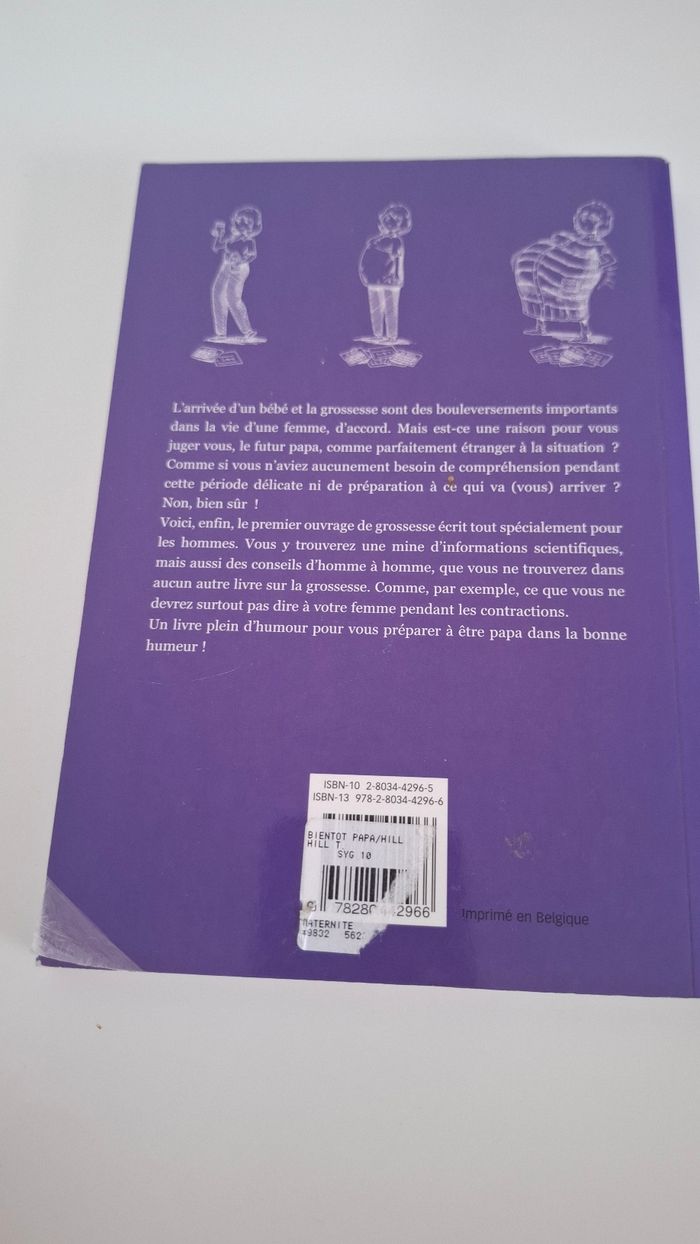 L'arrivée d'un bébé et la grossesse sont des bouleversements importants
dans la vie d'une femme, d'accord. Mais est-ce une raison pour vous
juger vous, le futur papa, comme parfaitement étranger à la situation ?
Comme si vous n'aviez aucunement besoin de compréhension pendant
cette période délicate ni de préparation à ce qui va (vous) arriver ?
Non, bien sûr !
Voici, enfin, le premier ouvrage de grossesse écrit tout spécialement pour
les hommes. Vous y trouverez une mine d'informations scientifiques,
mais aussi des conseils d'homme à homme, que vous ne trouverez dans
aucun autre livre sur la grossesse. Comme, par exemple, ce que vous ne
devrez surtout pas dire à votre femme pendant les contractions.
Un livre plein d'humour pour vous préparer à être papa dans la bonne
humeur !
ISBN-10 2-8034-4296-5
ISBN-13 978-2-8034-4296-6
BIENTOT PAPA/HILL
HILL T.
SYG 10
9 78280 42966
MATERNITE
9832 562
Imprimé en Belgique